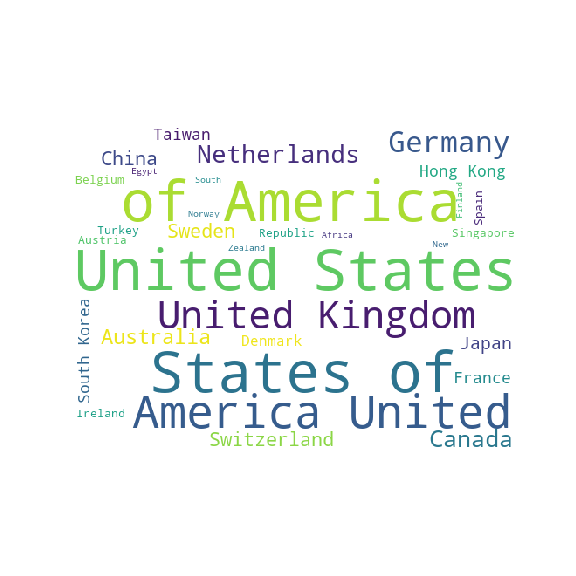 Taiwan
Germany
China
Netherlands
Egypt
Hong Kong
Belgium
South
of America
Finland
Spain
Norway
Turkey
Sweden
Republic
Africa
Singapore
Austria
Zealand
New
United States
South Korea
United Kingdom
Australia
Denmark
Japan
States of
France
Ireland
America United
Switzerland
Canada